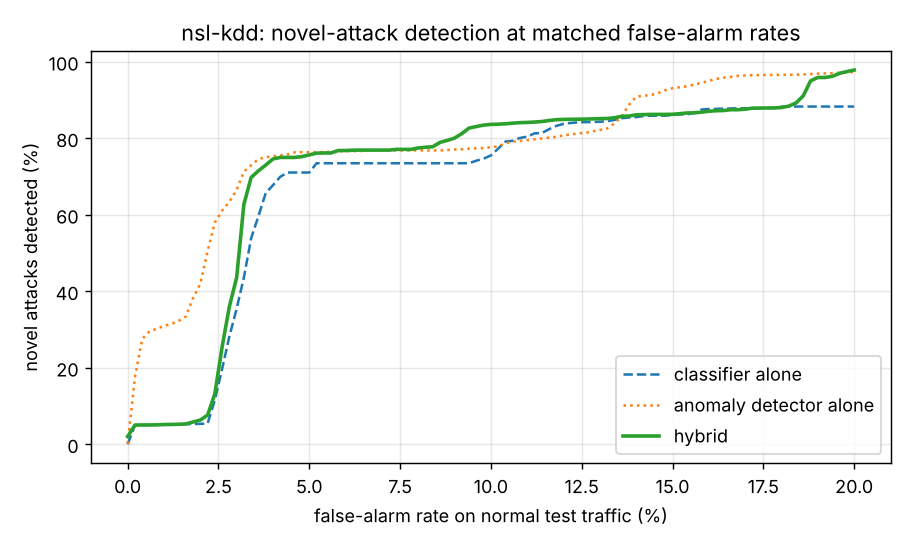 nsl-kdd: novel-attack detection at matched false-alarm rates
100
80
60
40
20
0
novel attacks detected (%)
classifier alone
anomaly detector alone
hybrid
0.0 2.5 5.0 7.5 10.0 12.5 15.0 17.5 20.0
false-alarm rate on normal test traffic (%)